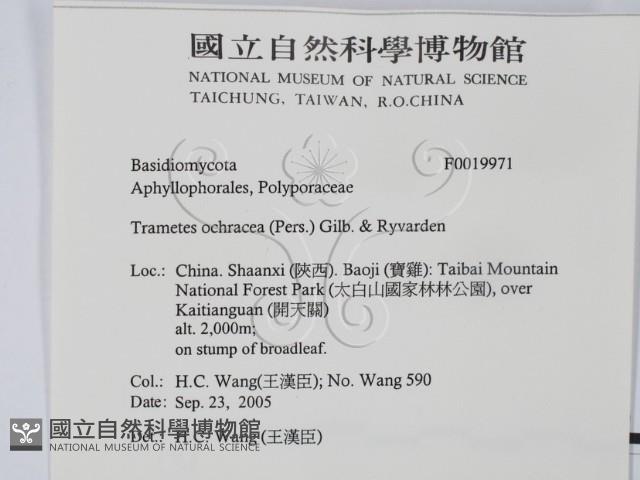 國立自然科學博物館
NATIONAL MUSEUM OF NATURAL SCIENCE
TAICHUNG, TAIWAN, R.O.CHINA
Basidiomycota F0019971
Aphyllophorales, Polyporaceae
Trametes ochracea (Pers.) Gilb. & Ryvarden
Loc.: China. Shaanxi (陝西). Baoji (寶雞): Taibai Mountain
National Forest Park (太白山國家林林公園), over
Kaitianguan (開天關)
alt. 2,000m;
on stump of broadleaf.
Col.: H.C. Wang(王漢臣); No. Wang 590
Date: Sep. 23, 2005
Det.: H.C. Wang (王漢臣)
國立自然科學博物館
NATIONAL MUSEUM OF NATURAL SCIENCE